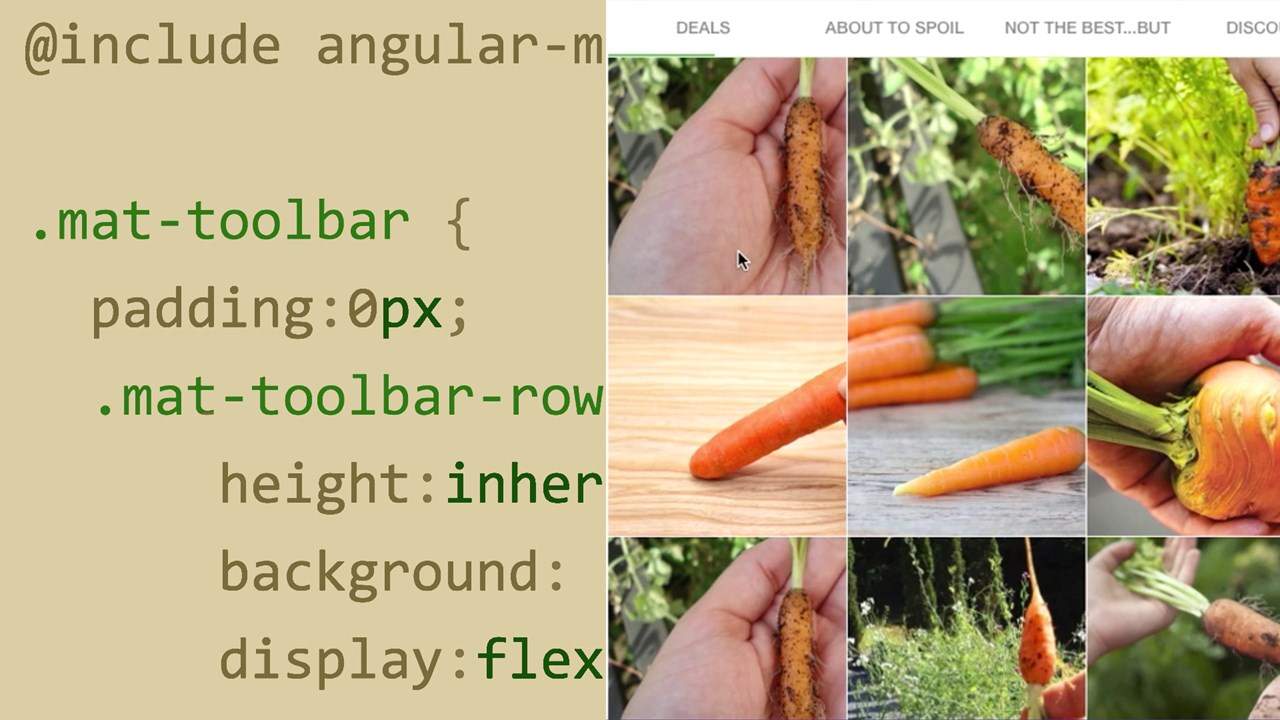 @include angular-m
.mat-toolbar {
padding:0px;
.mat-toolbar-row
height:inher
background:
display:flex
DEALS
ABOUT TO SPOIL
NOT THE BEST...BUT
DISCO